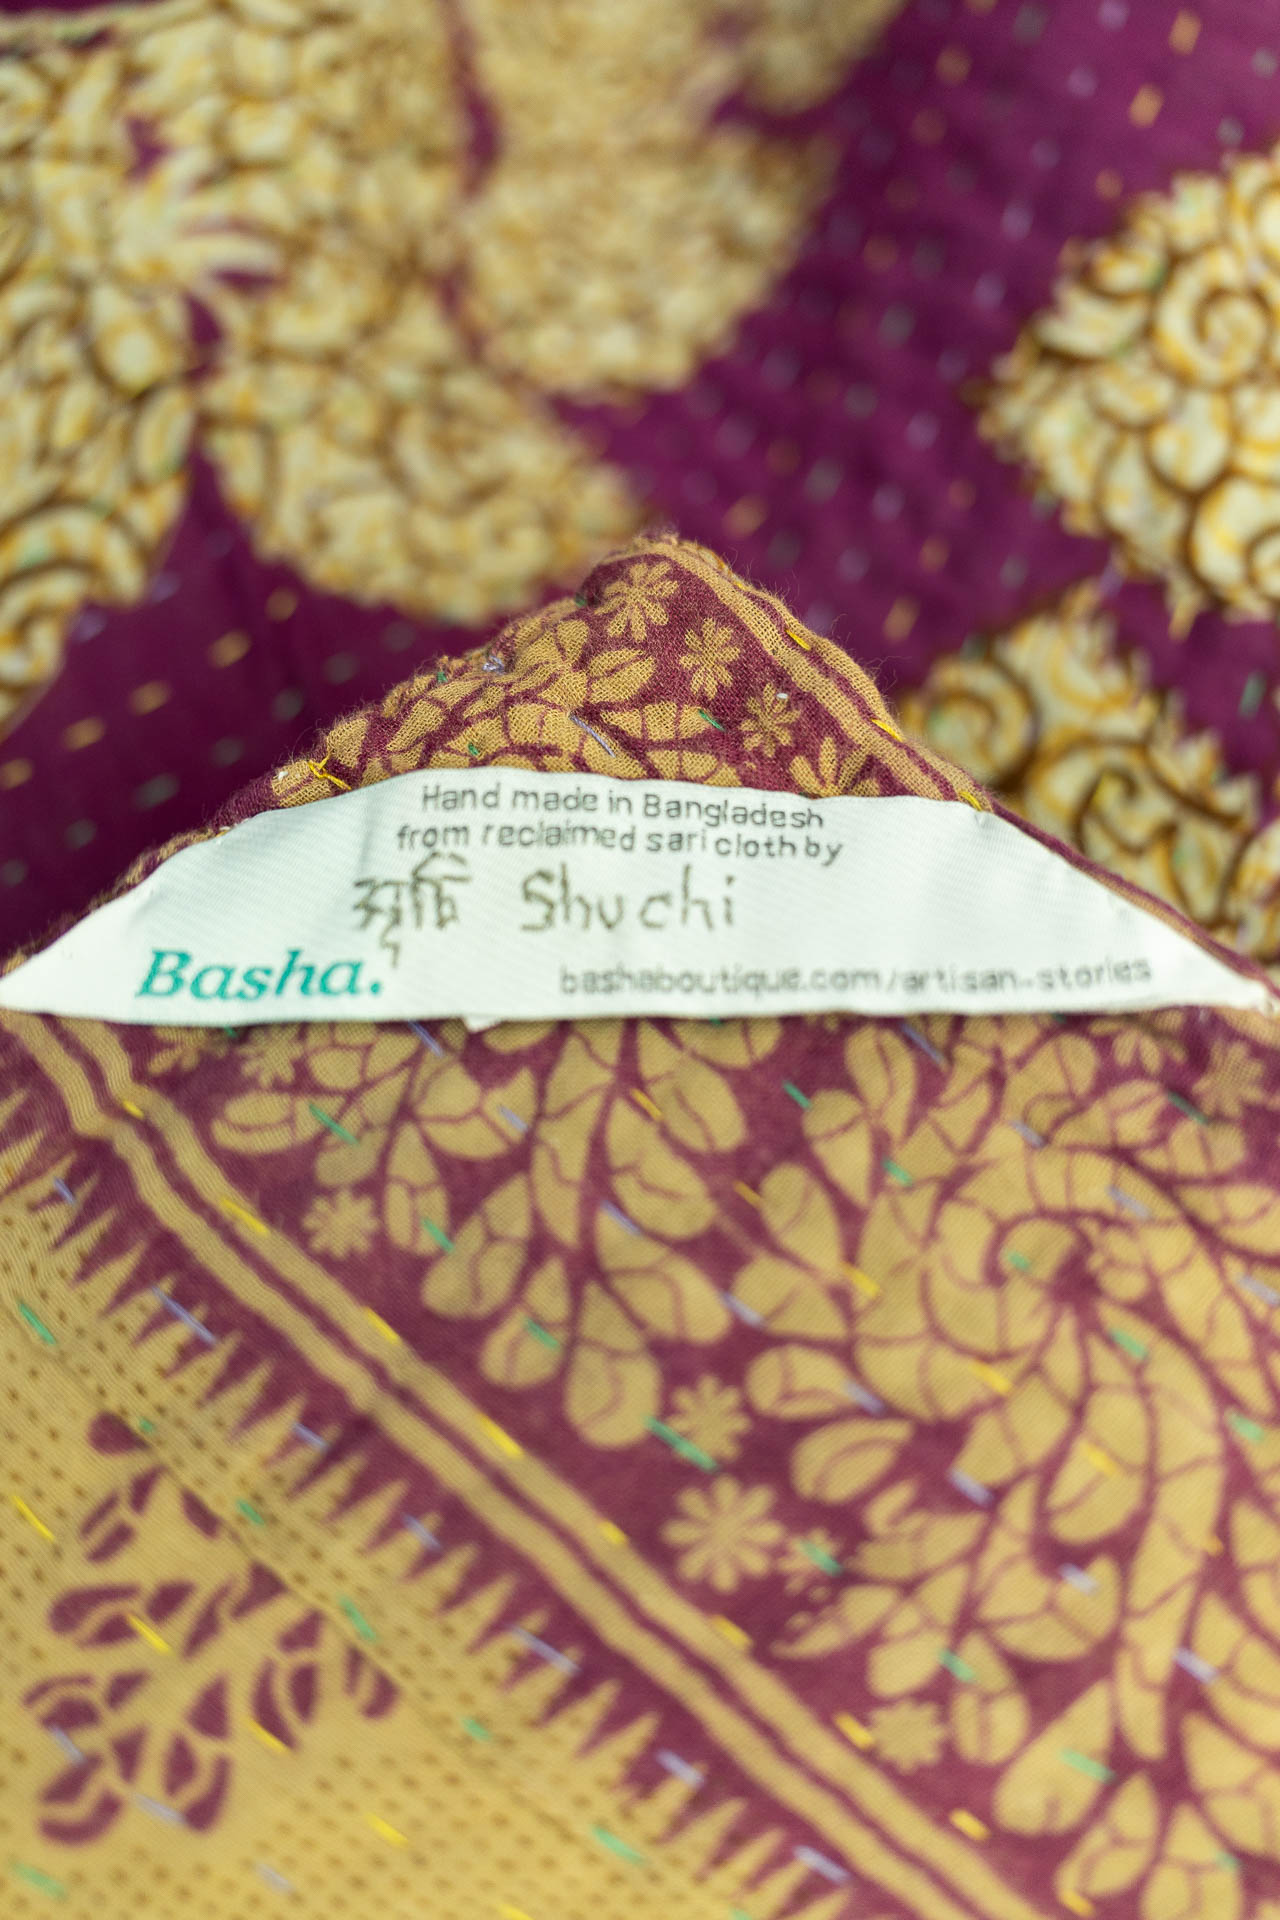 Hand made in Bangladesh
from reclaimed sari cloth by
শুচি Shuchi
Basha.
bashaboutique.com/artisan-stories